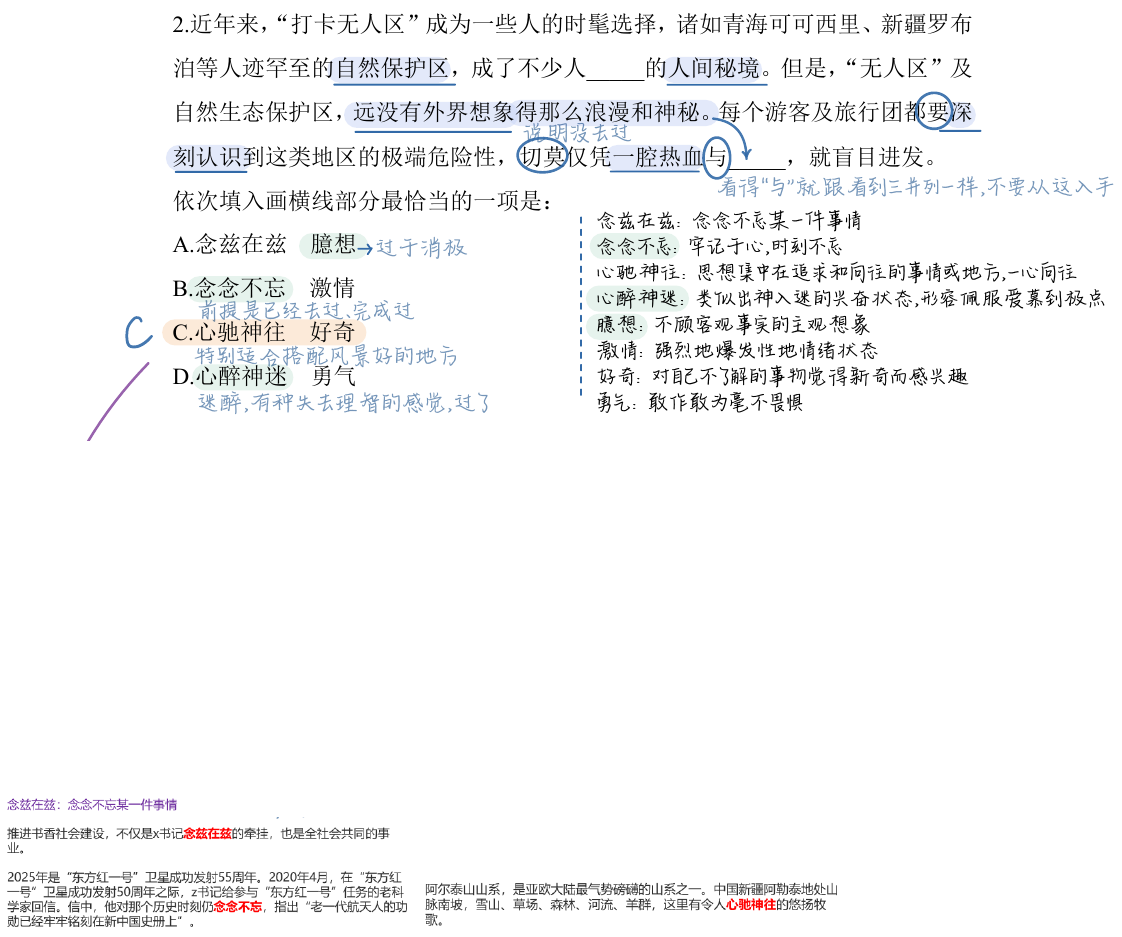 2.近年来，“打卡无人区”成为一些人的时髦选择，诸如青海可可西里、新疆罗布
泊等人迹罕至的自然保护区，成了不少人_____的人间秘境。但是，“无人区”及
自然生态保护区，远没有外界想象得那么浪漫和神秘。每个游客及旅行团都要深
说明没去过
刻认识到这类地区的极端危险性，切莫仅凭一腔热血与_____，就盲目进发。
看得“与”就跟看到三并列一样,不要从这入手
依次填入画横线部分最恰当的一项是：
A.念兹在兹 臆想→过于消极
B.念念不忘 激情
前提是已经去过、完成过
C
C.心驰神往 好奇
特别适合搭配风景好的地方
D.心醉神迷 勇气
迷醉,有种失去理智的感觉,过了
念兹在兹: 念念不忘某一件事情
念念不忘: 牢记于心,时刻不忘
心驰神往: 思想集中在追求和向往的事情或地方,一心向往
心醉神迷: 类似出神入迷的兴奋状态,形容佩服爱慕到极点
臆想: 不顾客观事实的主观想象
激情: 强烈地爆发性地情绪状态
好奇: 对自己不了解的事物觉得新奇而感兴趣
勇气: 敢作敢为毫不畏惧
念兹在兹：念念不忘某一件事情
推进书香社会建设，不仅是x书记念兹在兹的牵挂，也是全社会共同的事
业。
2025年是“东方红一号”卫星成功发射55周年。2020年4月，在“东方红
一号”卫星成功发射50周年之际，z书记给参与“东方红一号”任务的老科
学家回信。信中，他对那个历史时刻仍念念不忘，指出“老一代航天人的功
勋已经牢牢铭刻在新中国史册上”。
阿尔泰山山系，是亚欧大陆最气势磅礴的山系之一。中国新疆阿勒泰地处山
脉南坡，雪山、草场、森林、河流、羊群，这里有令人心驰神往的悠扬牧
歌。